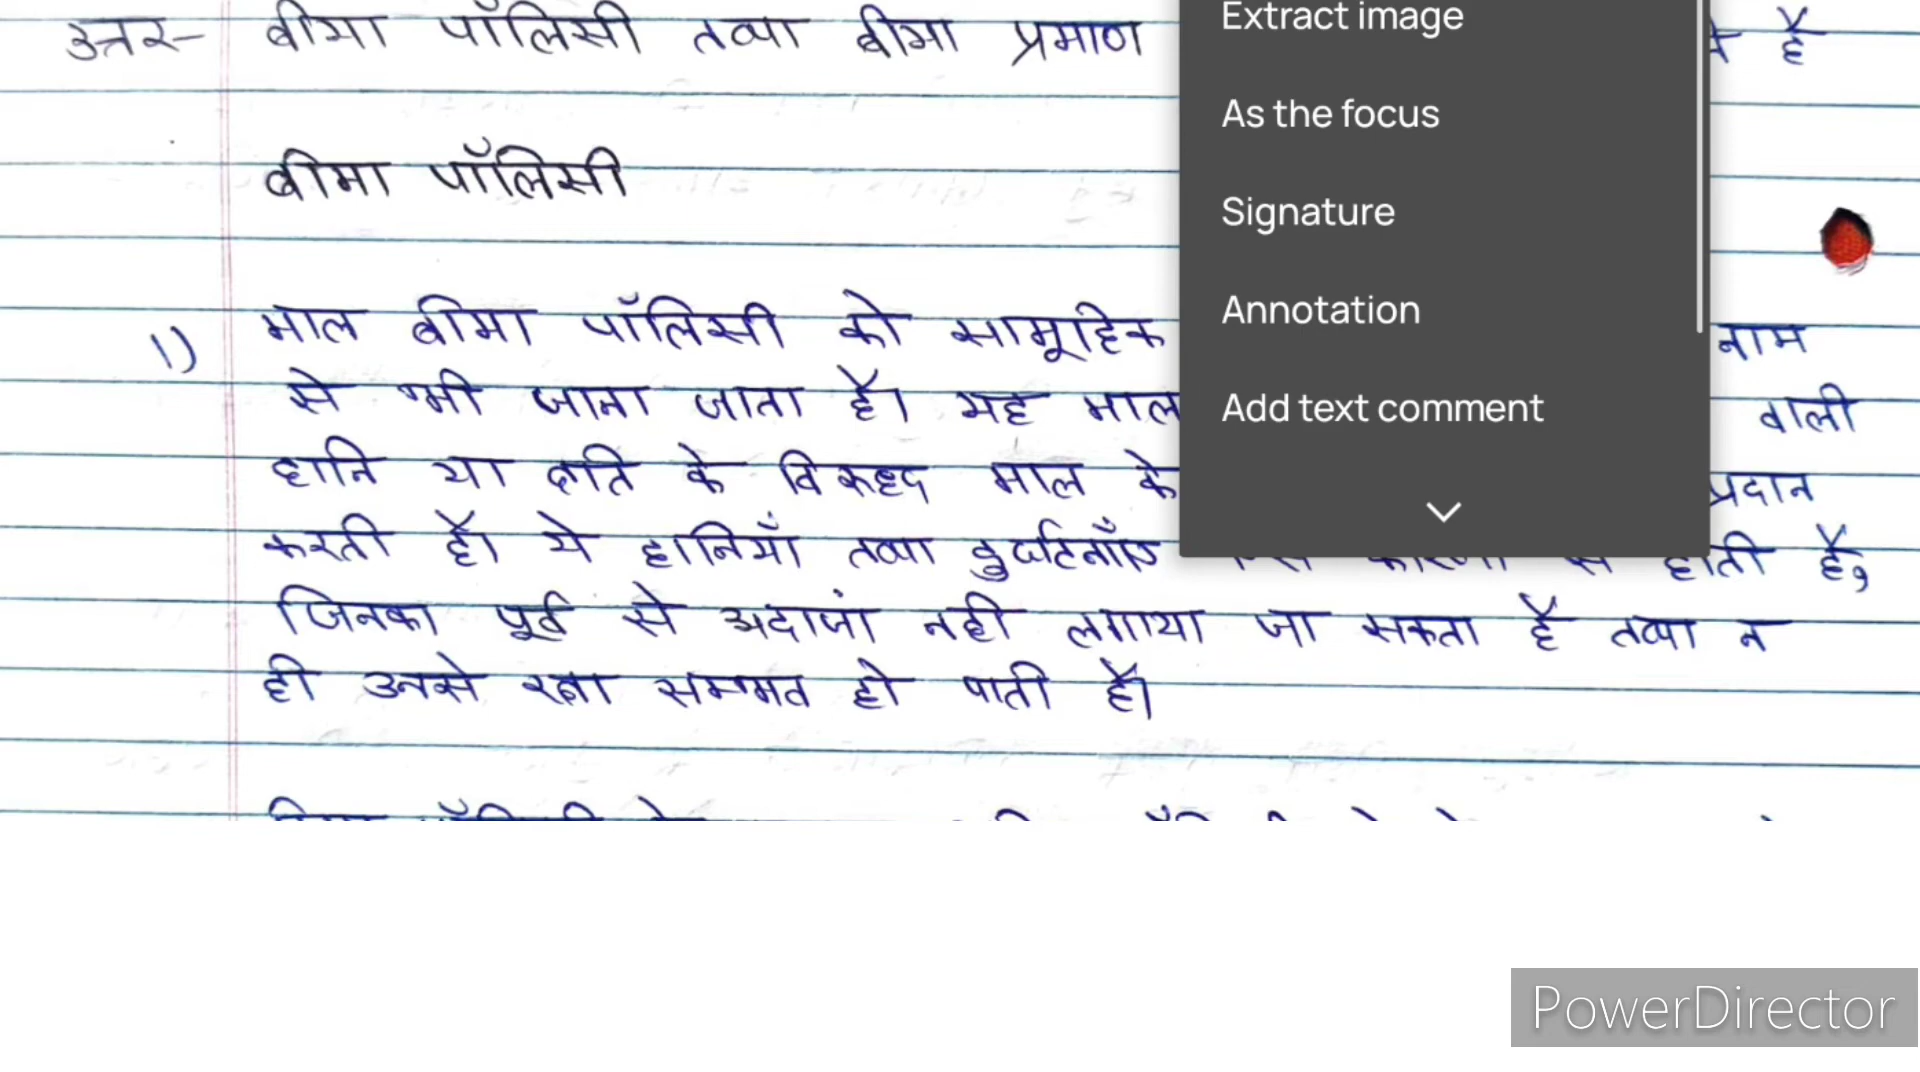 उत्तर- बीमा पॉलिसी तथा बीमा प्रमाण है
बीमा पॉलिसी
1) माल बीमा पॉलिसी को सामूहिक नाम
से भी जाना जाता है। यह माल वाली
हानि या क्षति के विरूध्द माल के प्रदान
करती है। ये हानियाँ तथा दुर्घटनाँए होती है,
जिनका पूर्व से अदाजां नही लगाया जा सकता है तथा न
ही उनसे रक्षा सम्भव हो पाती है।
Extract image
As the focus
Signature
Annotation
Add text comment
PowerDirector